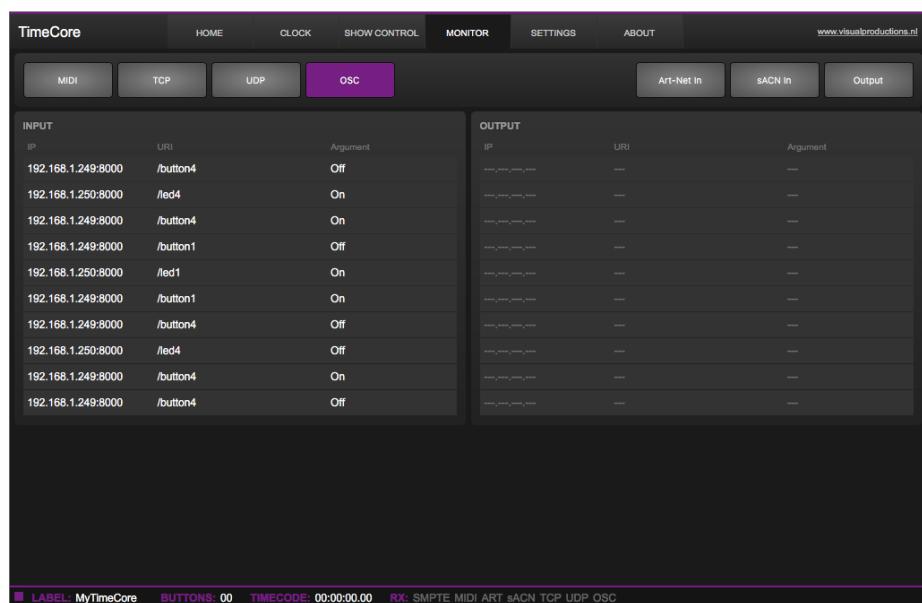 TimeCore HOME CLOCK SHOW CONTROL MONITOR SETTINGS ABOUT www.visualproductions.nl
MIDI TCP UDP OSC Art-Net In sACN In Output
INPUT
IP URI Argument
192.168.1.249:8000 /button4 Off
192.168.1.250:8000 /led4 On
192.168.1.249:8000 /button4 On
192.168.1.249:8000 /button1 Off
192.168.1.250:8000 /led1 On
192.168.1.249:8000 /button1 On
192.168.1.249:8000 /button4 Off
192.168.1.250:8000 /led4 Off
192.168.1.249:8000 /button4 On
192.168.1.249:8000 /button4 Off
OUTPUT
IP URI Argument
---.---.---.--- --- ---
---.---.---.--- --- ---
---.---.---.--- --- ---
---.---.---.--- --- ---
---.---.---.--- --- ---
---.---.---.--- --- ---
---.---.---.--- --- ---
---.---.---.--- --- ---
---.---.---.--- --- ---
---.---.---.--- --- ---
LABEL: MyTimeCore BUTTONS: 00 TIMECODE: 00:00:00.00 RX: SMPTE MIDI ART sACN TCP UDP OSC